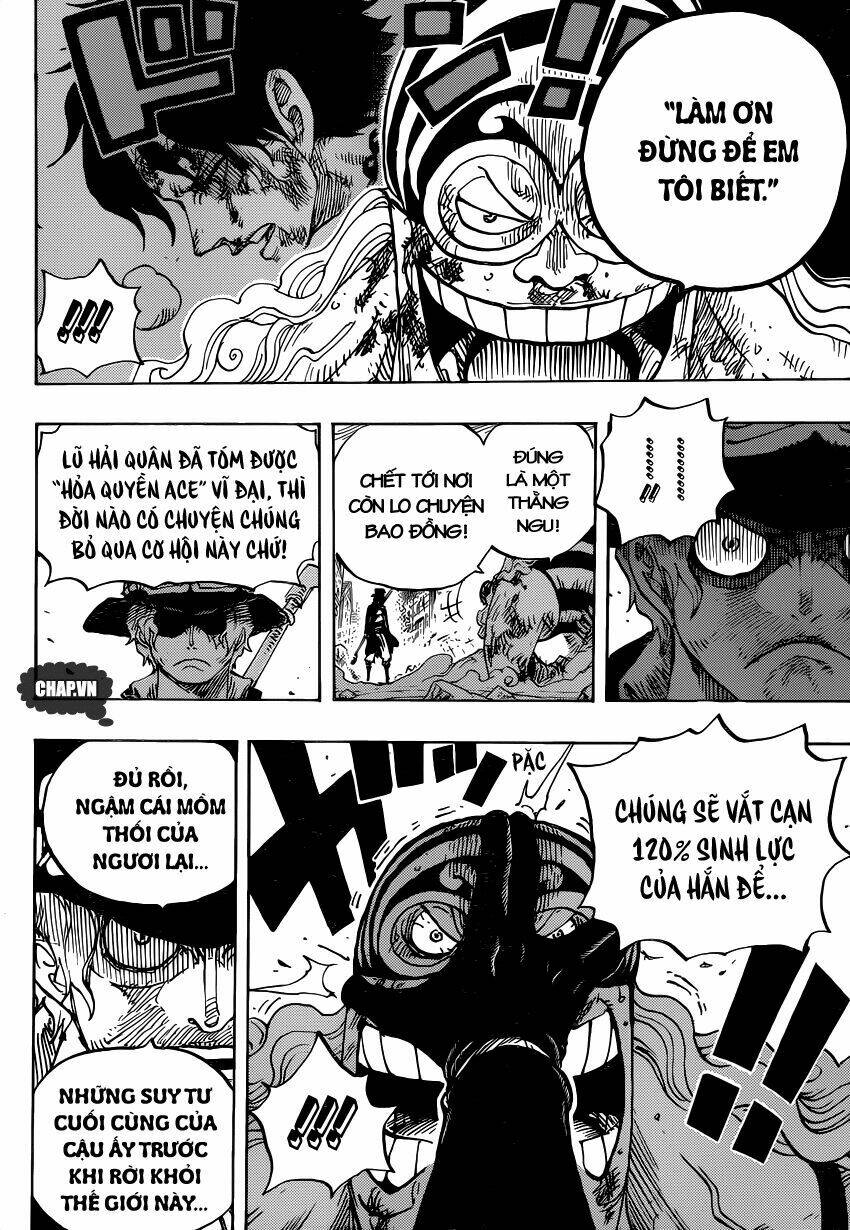 "LÀM ƠN
ĐỪNG ĐỂ EM
TÔI BIẾT."
!!!
!!
ĐÚNG
LÀ MỘT
THẰNG
NGU!
CHẾT TỚI NƠI
CÒN LO CHUYỆN
BAO ĐỒNG!
LŨ HẢI QUÂN ĐÃ TÓM ĐƯỢC
"HỎA QUYỀN ACE" VĨ ĐẠI, THÌ
ĐỜI NÀO CÓ CHUYỆN CHÚNG
BỎ QUA CƠ HỘI NÀY CHỨ!
CHAP.VN
CHÚNG SẼ VẮT CẠN
120% SINH LỰC
CỦA HẮN ĐỂ...
PẶC
!!
!!!
ĐỦ RỒI,
NGẬM CÁI MỒM
THỐI CỦA
NGƯƠI LẠI...
NHỮNG SUY TƯ
CUỐI CÙNG CỦA
CẬU ẤY TRƯỚC
KHI RỜI KHỎI
THẾ GIỚI NÀY...